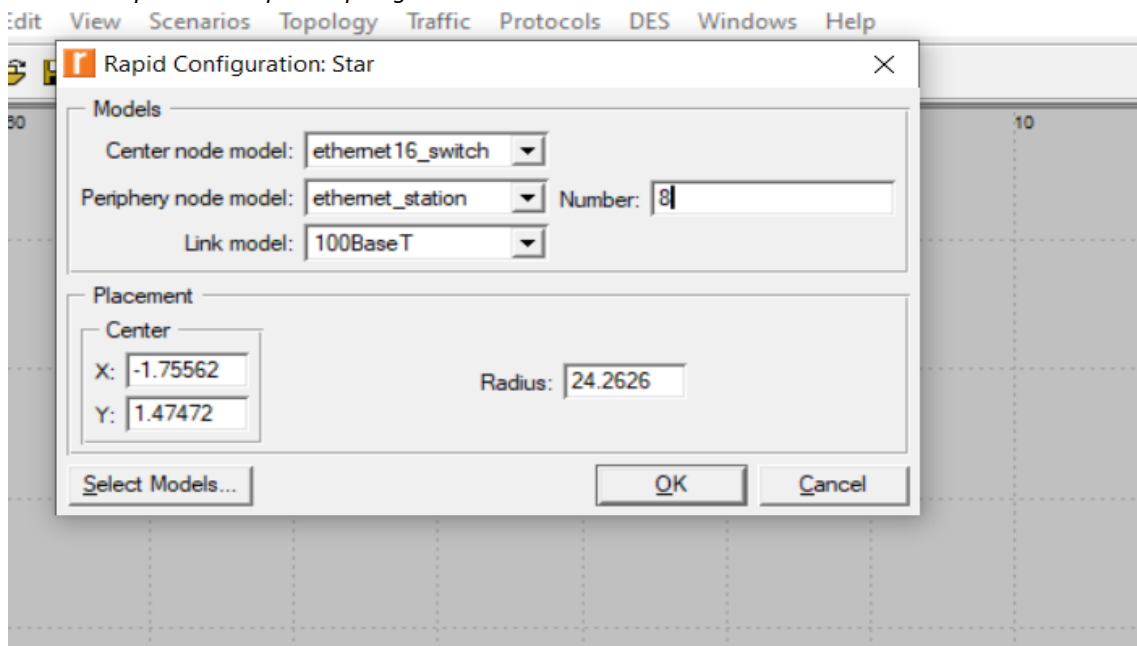 Edit View Scenarios Topology Traffic Protocols DES Windows Help
Rapid Configuration: Star
Models
Center node model: ethernet16_switch
Periphery node model: ethernet_station Number: 8
Link model: 100BaseT
Placement
Center
X: -1.75562
Radius: 24.2626
Y: 1.47472
Select Models... OK Cancel
10